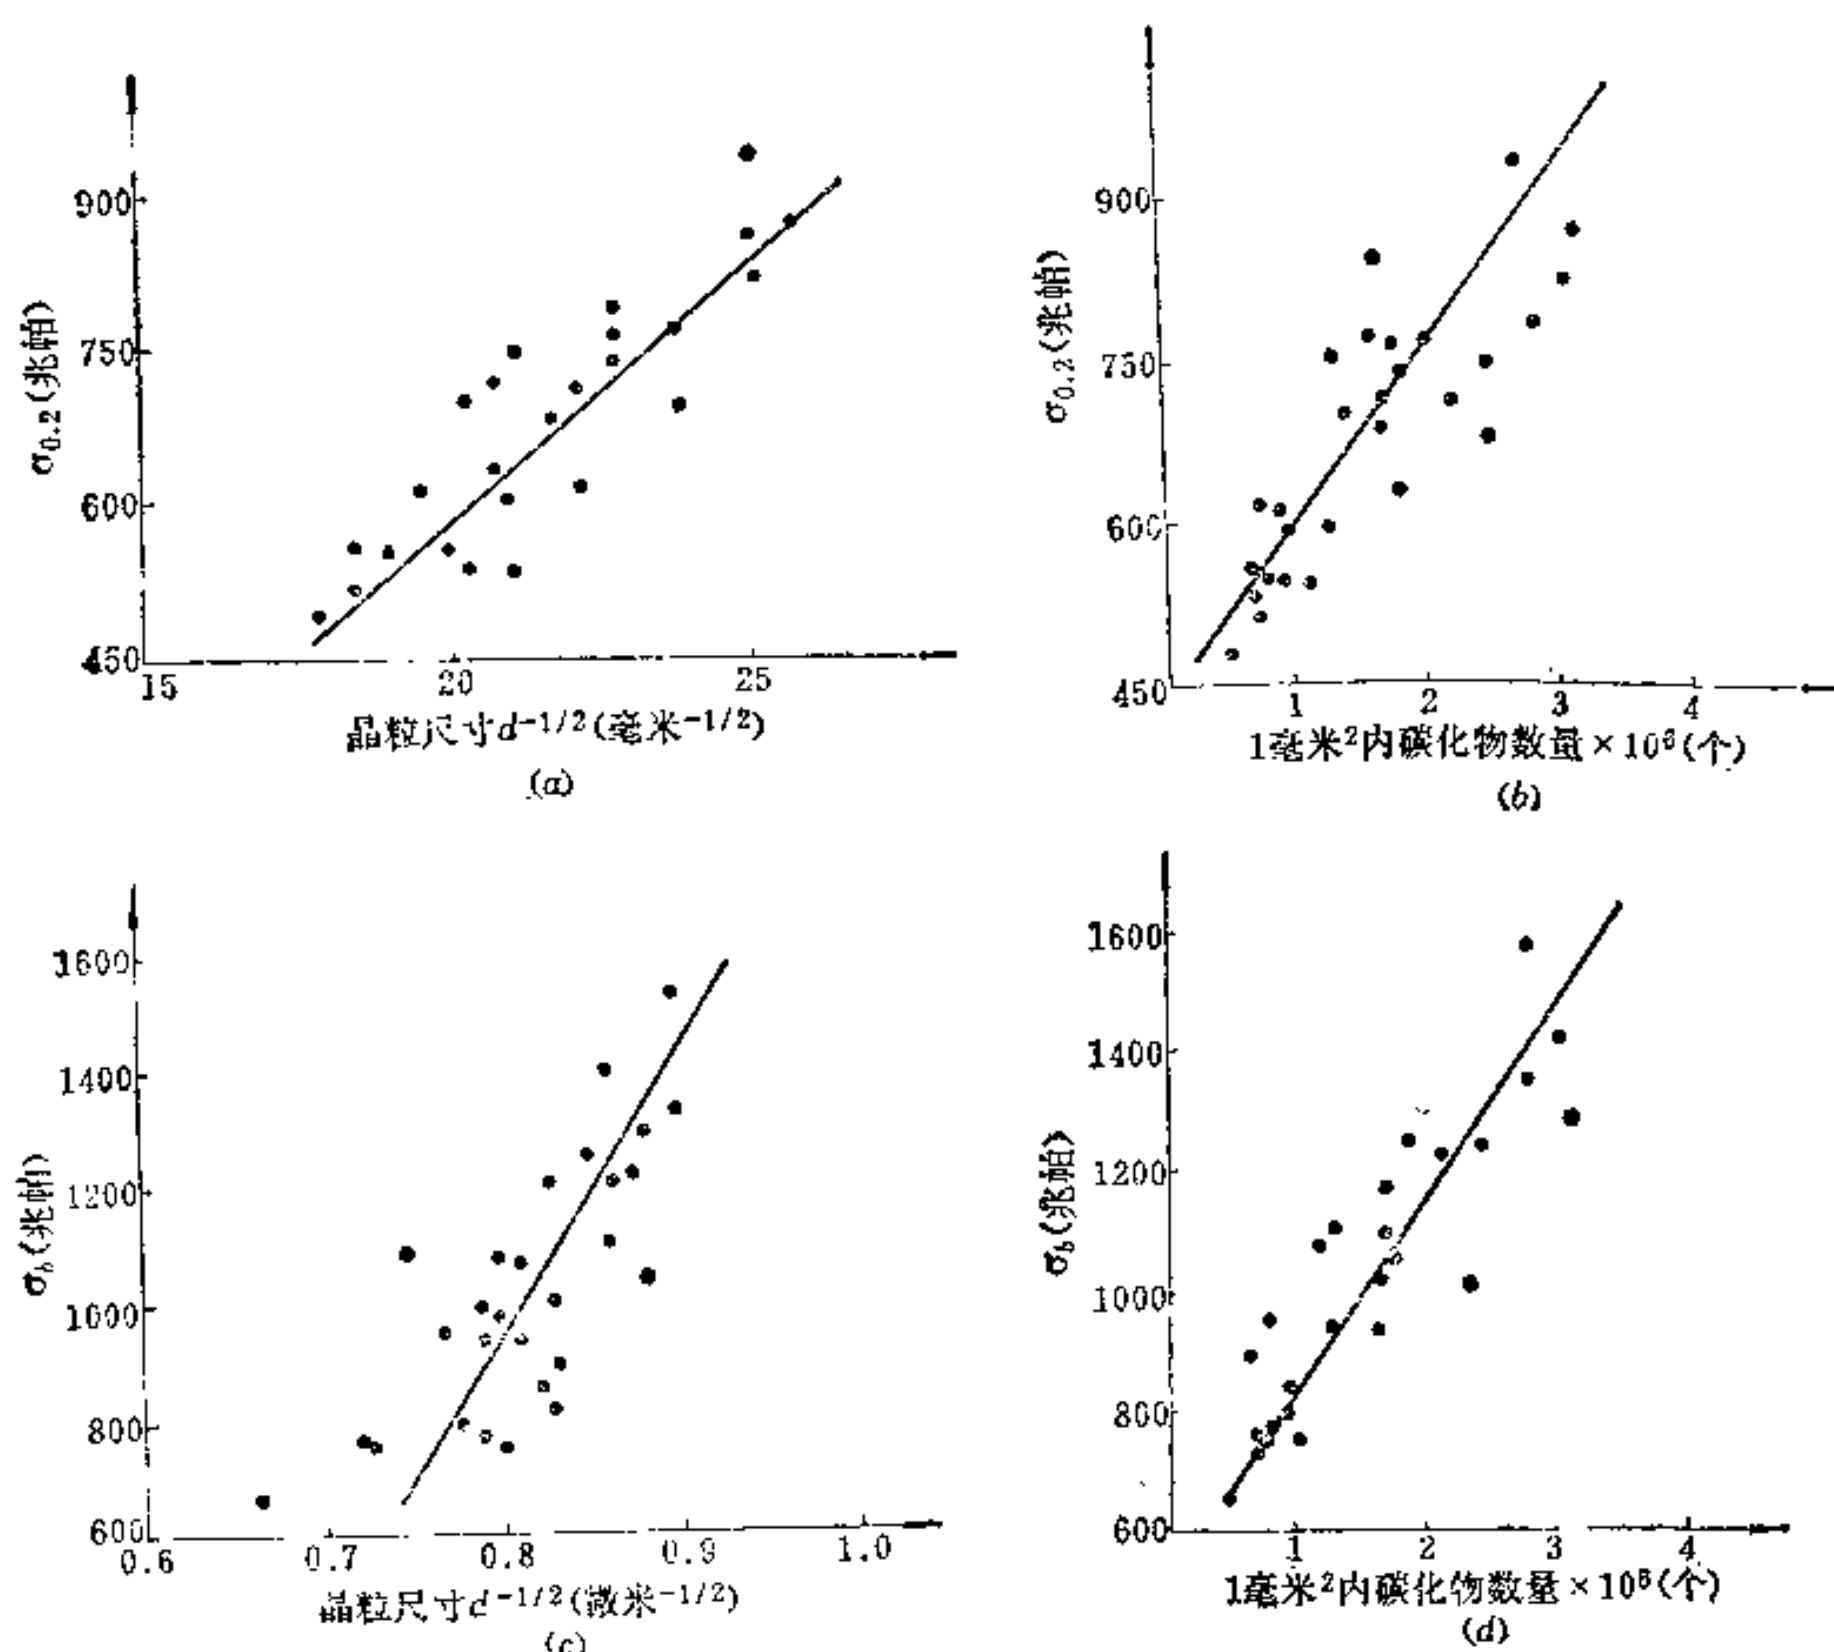 900
750
600
450
σ0.2(兆帕)
15 20 25
晶粒尺寸d-1/2(毫米-1/2)
(a)
900
750
600
450
σ0.2(兆帕)
1 2 3 4
1毫米2内碳化物数量×106(个)
(b)
1600
1400
1200
1000
800
600
σb(兆帕)
0.6 0.7 0.8 0.9 1.0
晶粒尺寸d-1/2(微米-1/2)
(c)
1600
1400
1200
1000
800
600
σb(兆帕)
1 2 3 4
1毫米2内碳化物数量×106(个)
(d)